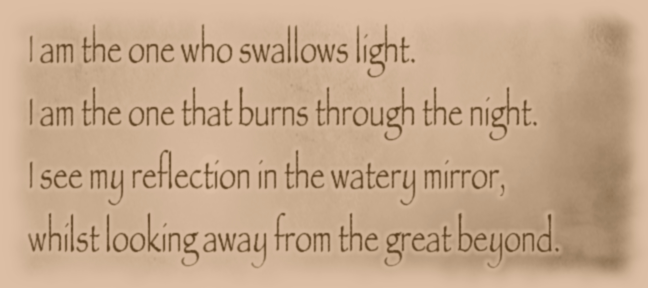 I am the one who swallows light.
I am the one that burns through the night.
I see my reflection in the watery mirror,
whilst looking away from the great beyond.